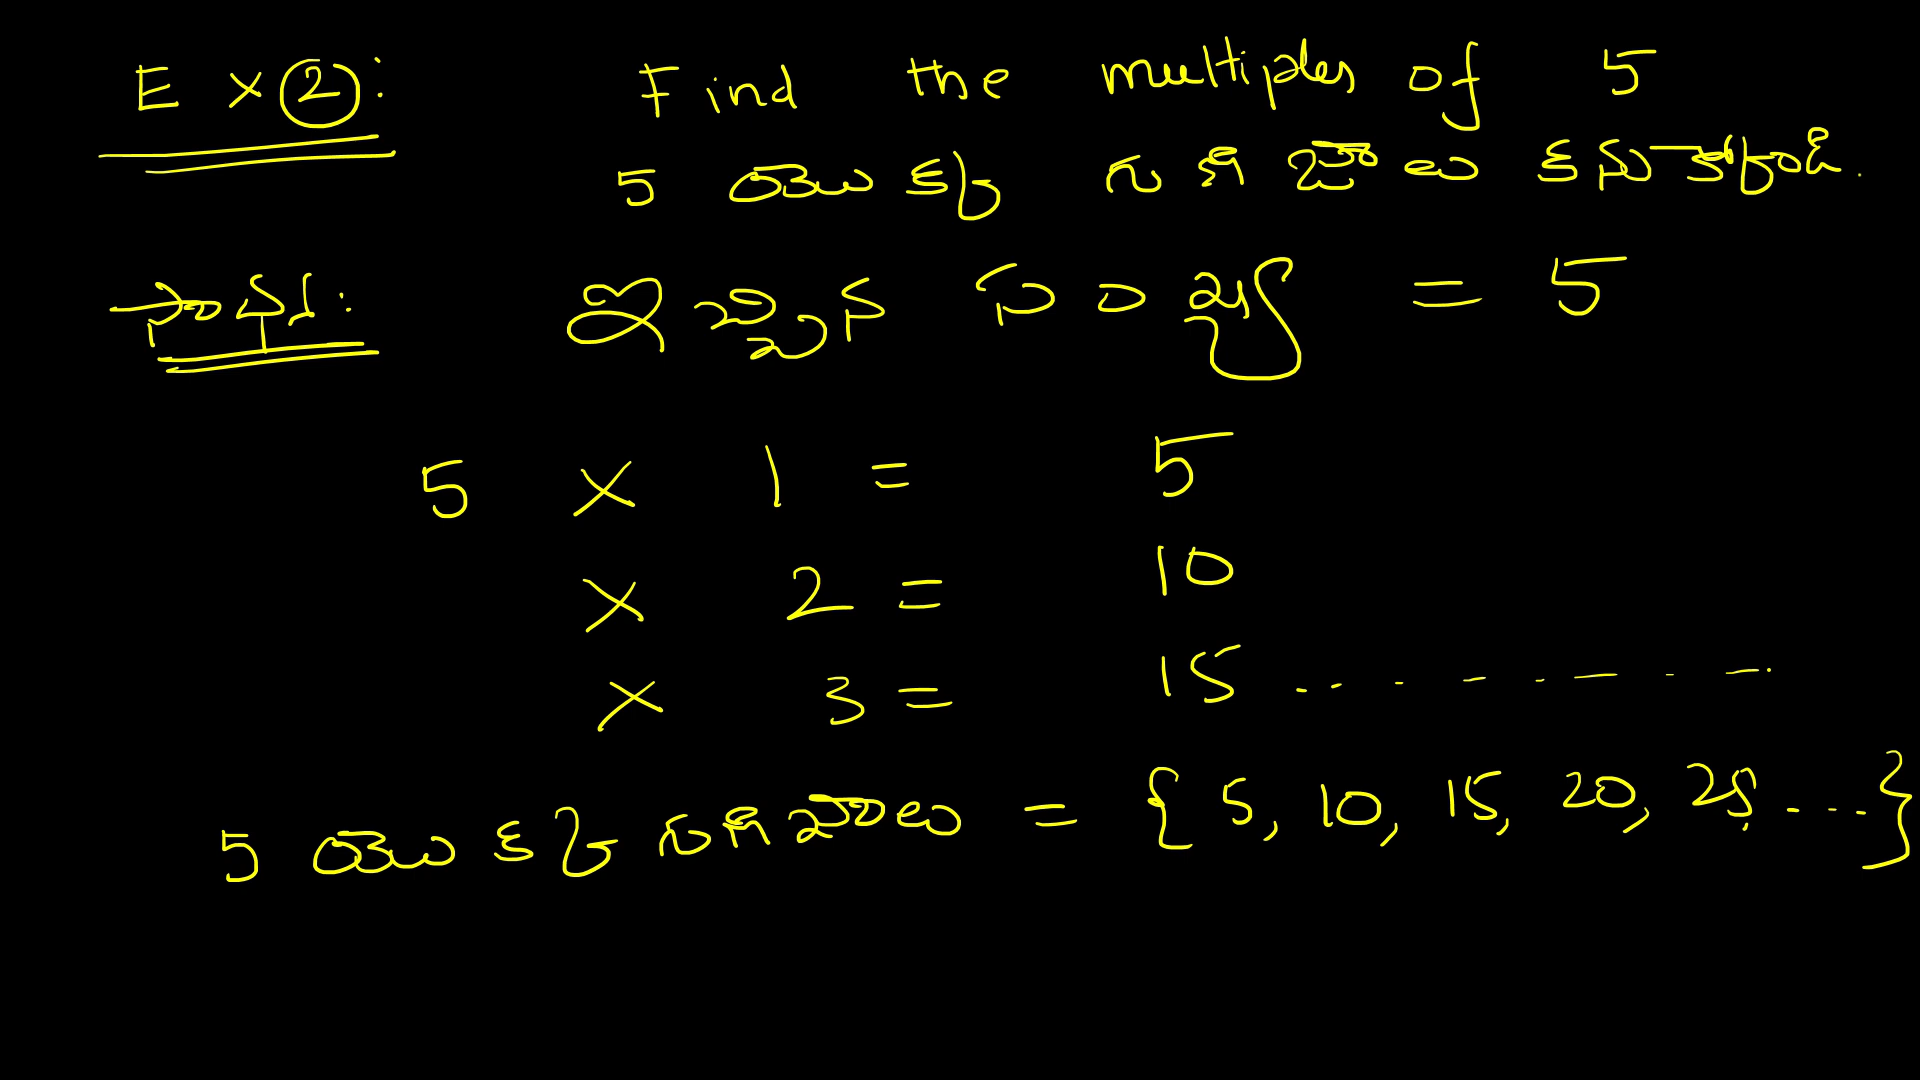 Ex ②: Find the multiples of 5
5 యొక్క గుణిజాలు కనుక్కోండి.
సాధన: ఇచ్చిన సంఖ్య = 5
5 × 1 = 5
× 2 = 10
× 3 = 15 . . . - . - . - .
5 యొక్క గుణిజాలు = {5, 10, 15, 20, 25, ....}